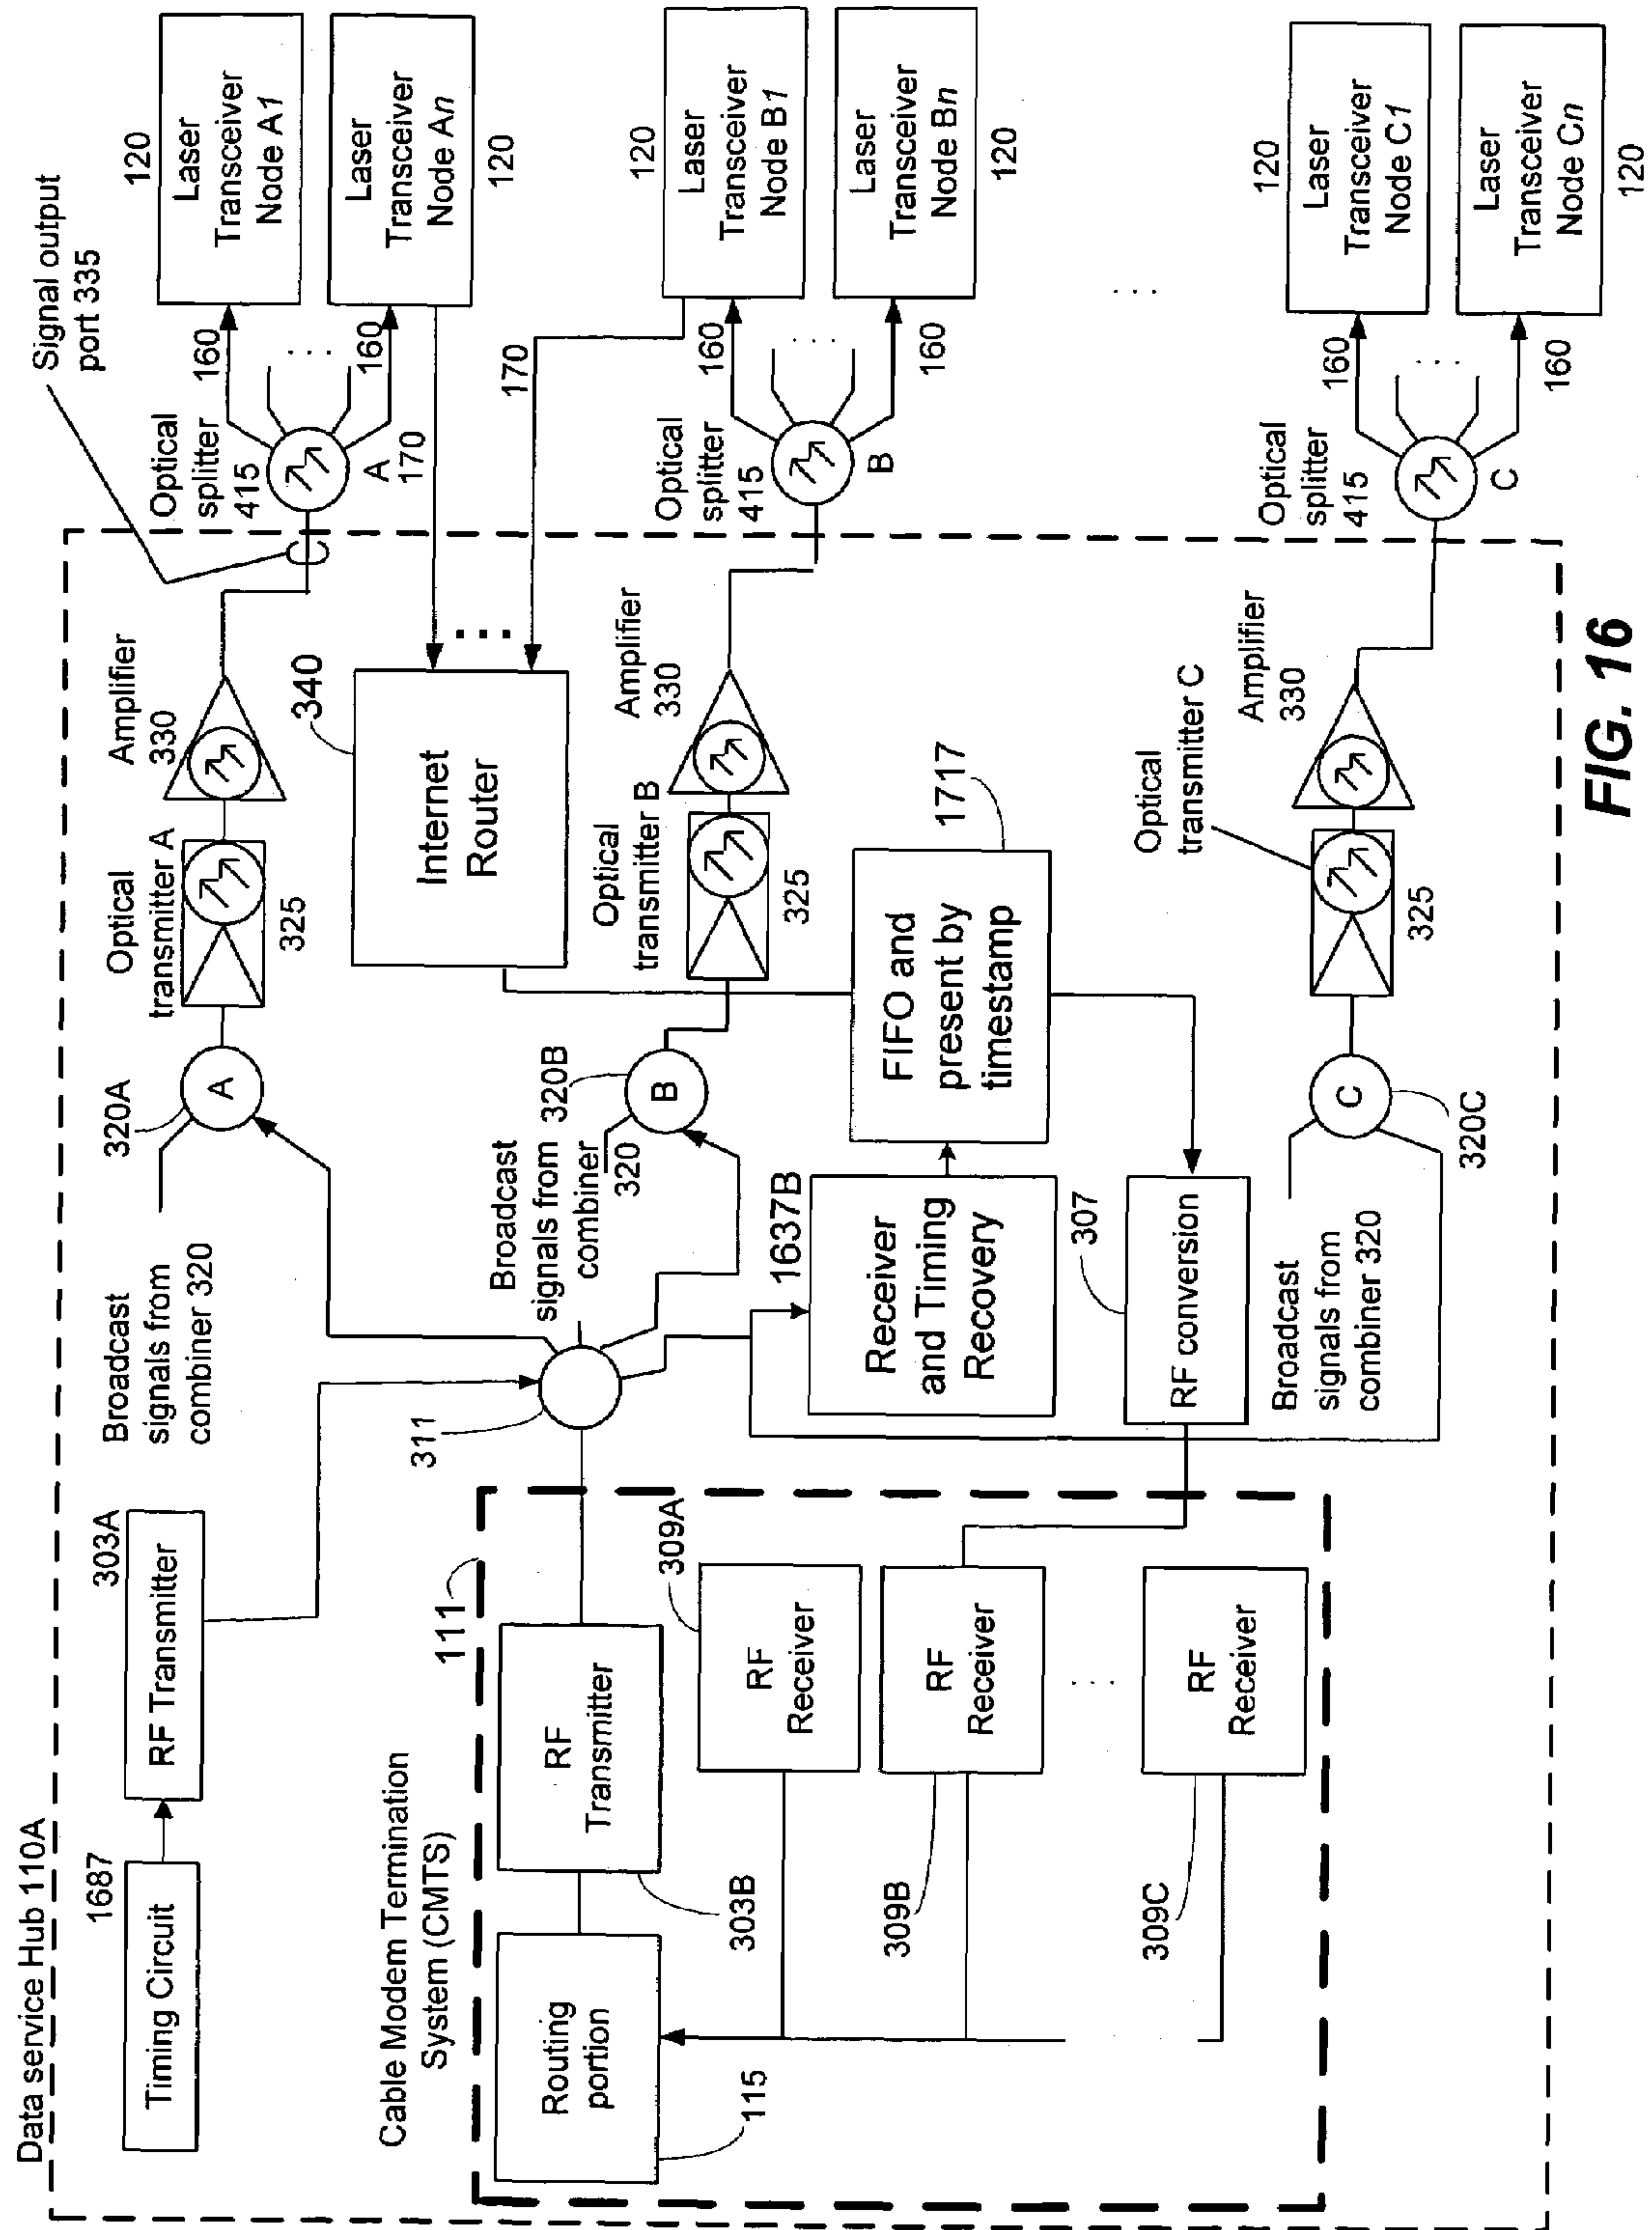 Data service Hub 110A
1687
Timing Circuit
303A
RF Transmitter
Broadcast
signals from
combiner 320
320A
A
Optical
transmitter A
325
Amplifier
330
Signal output
port 335
Optical
splitter
415
A
160
. . .
160
120
Laser
Transceiver
Node A1
Laser
Transceiver
Node An
120
170
170
340
Internet
Router
. . .
Cable Modem Termination
System (CMTS)
111
Routing
portion
115
RF
Transmitter
303B
311
Broadcast
signals from
combiner
320
320B
B
Optical
transmitter B
325
Amplifier
330
Optical
splitter
415
B
160
. . .
160
120
Laser
Transceiver
Node B1
Laser
Transceiver
Node Bn
120
309A
RF
Receiver
309B
RF
Receiver
. . .
309C
RF
Receiver
1637B
Receiver
and Timing
Recovery
1717
FIFO and
present by
timestamp
307
RF conversion
Broadcast
signals from
combiner 320
320C
C
Optical
transmitter C
325
Amplifier
330
Optical
splitter
415
C
160
. . .
160
. . .
120
Laser
Transceiver
Node C1
Laser
Transceiver
Node Cn
120
FIG. 16